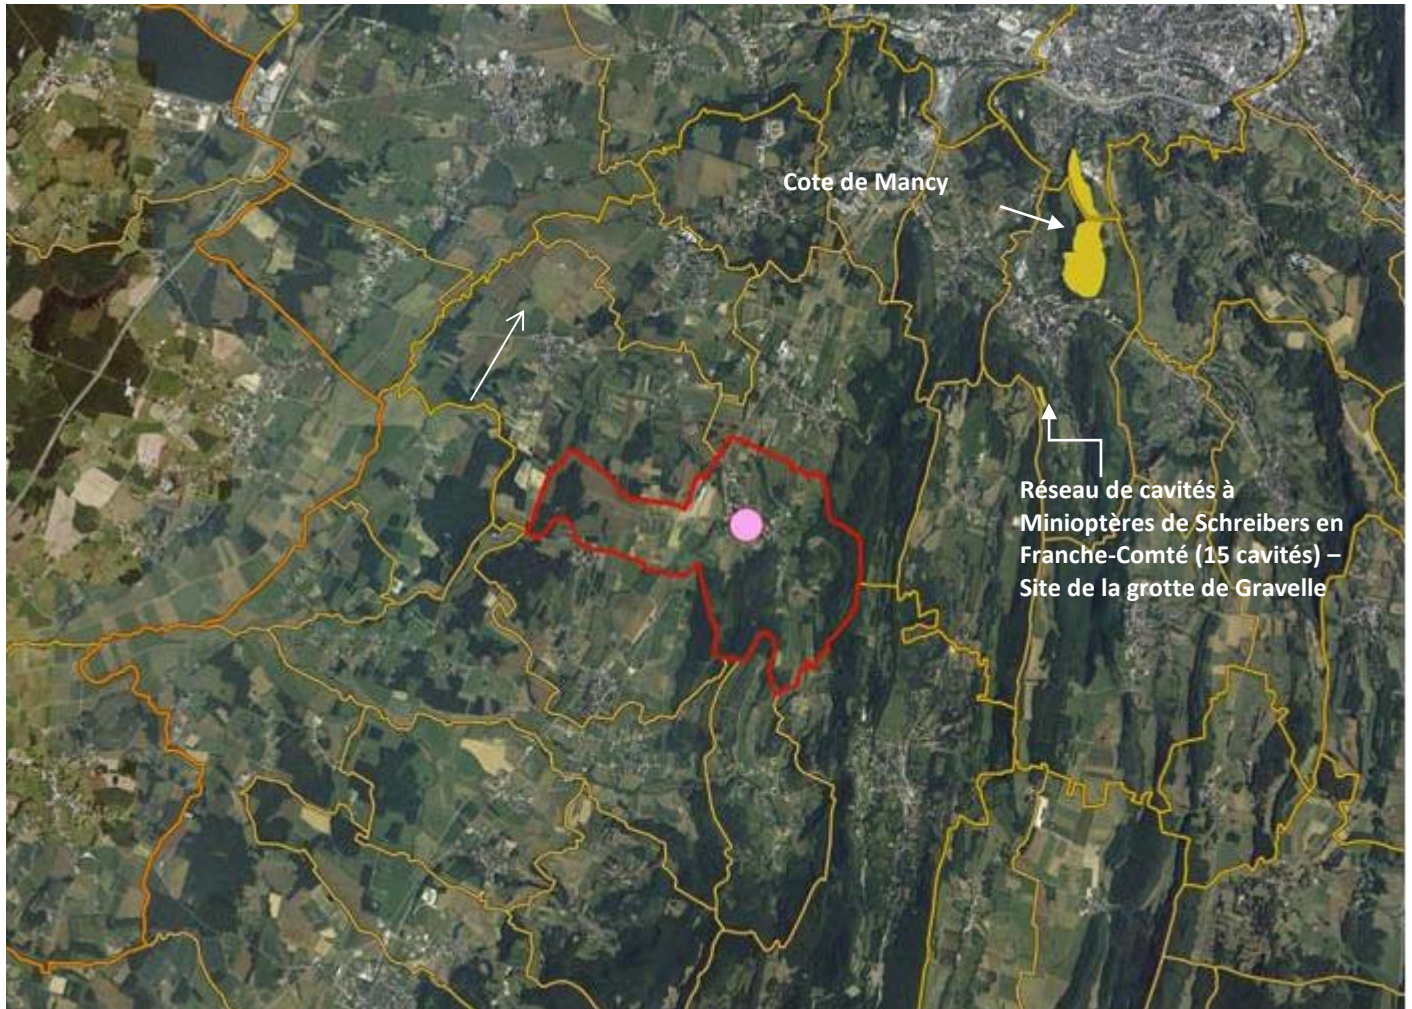 Cote de Mancy
Réseau de cavités à
Minioptères de Schreibers en
Franche-Comté (15 cavités) –
Site de la grotte de Gravelle